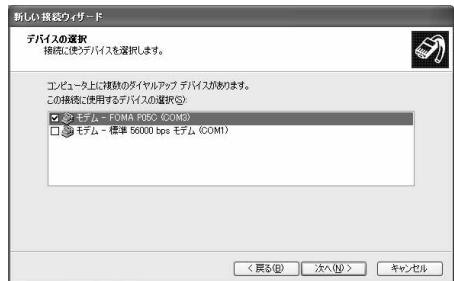 新しい接続ウィザード
デバイスの選択
接続に使うデバイスを選択します。
コンピュータ上に複数のダイヤルアップ デバイスがあります。
この接続に使用するデバイスの選択(S):
モデム - FOMA P05C (COM3)
モデム - 標準 56000 bps モデム (COM1)
< 戻る(B)
次へ(N) >
キャンセル